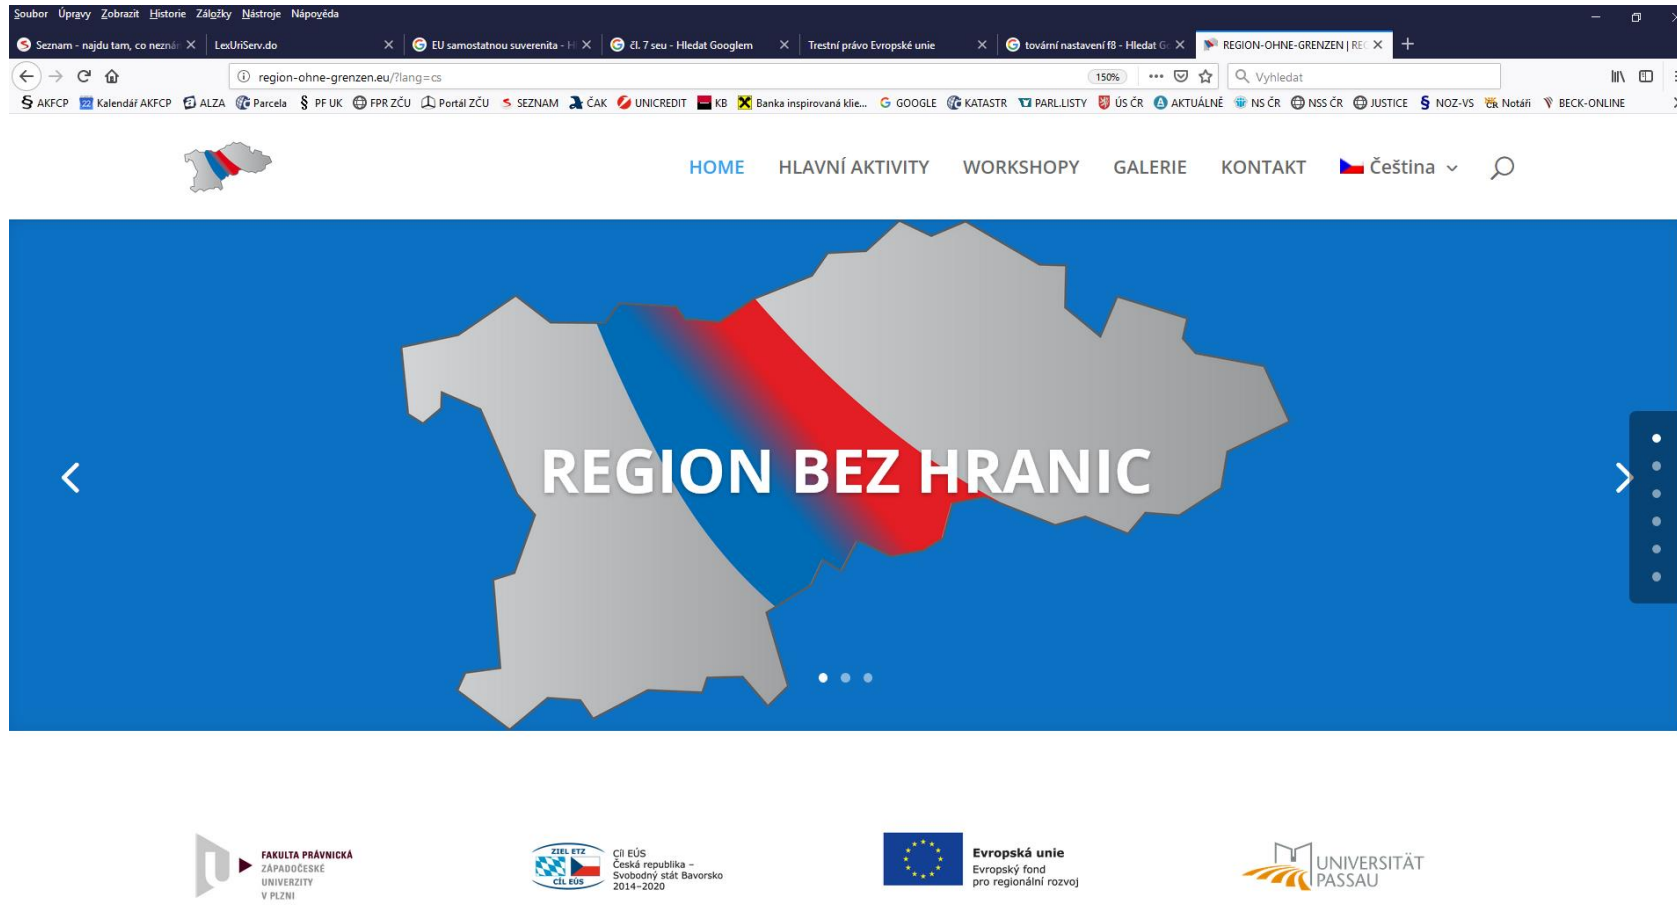 Soubor Úpravy Zobrazit Historie Záložky Nástroje Nápověda
Seznam - najdu tam, co nezná LexUriServ.do EU samostatnou suverenita - H čl. 7 seu - Hledat Googlem Trestní právo Evropské unie tovární nastavení f8 - Hledat G REGION-OHNE-GRENZEN | REG
region-ohne-grenzen.eu/?lang=cs 150% Vyhledat
AKFCP Kalendář AKFCP ALZA Parcela PF UK FPR ZČU Portál ZČU SEZNAM ČAK UNICREDIT KB Banka inspirovaná klie... GOOGLE KATASTR PARL.LISTY ÚS ČR AKTUÁLNĚ NS ČR NSS ČR JUSTICE NOZ-VS Notáři BECK-ONLINE
HOME HLAVNÍ AKTIVITY WORKSHOPY GALERIE KONTAKT Čeština
REGION BEZ HRANIC
FAKULTA PRÁVNICKÁ
ZÁPADOČESKÉ
UNIVERZITY
V PLZNI
ZIEL ETZ
CÍL EÚS
Cíl EÚS
Česká republika –
Svobodný stát Bavorsko
2014–2020
Evropská unie
Evropský fond
pro regionální rozvoj
UNIVERSITÄT
PASSAU